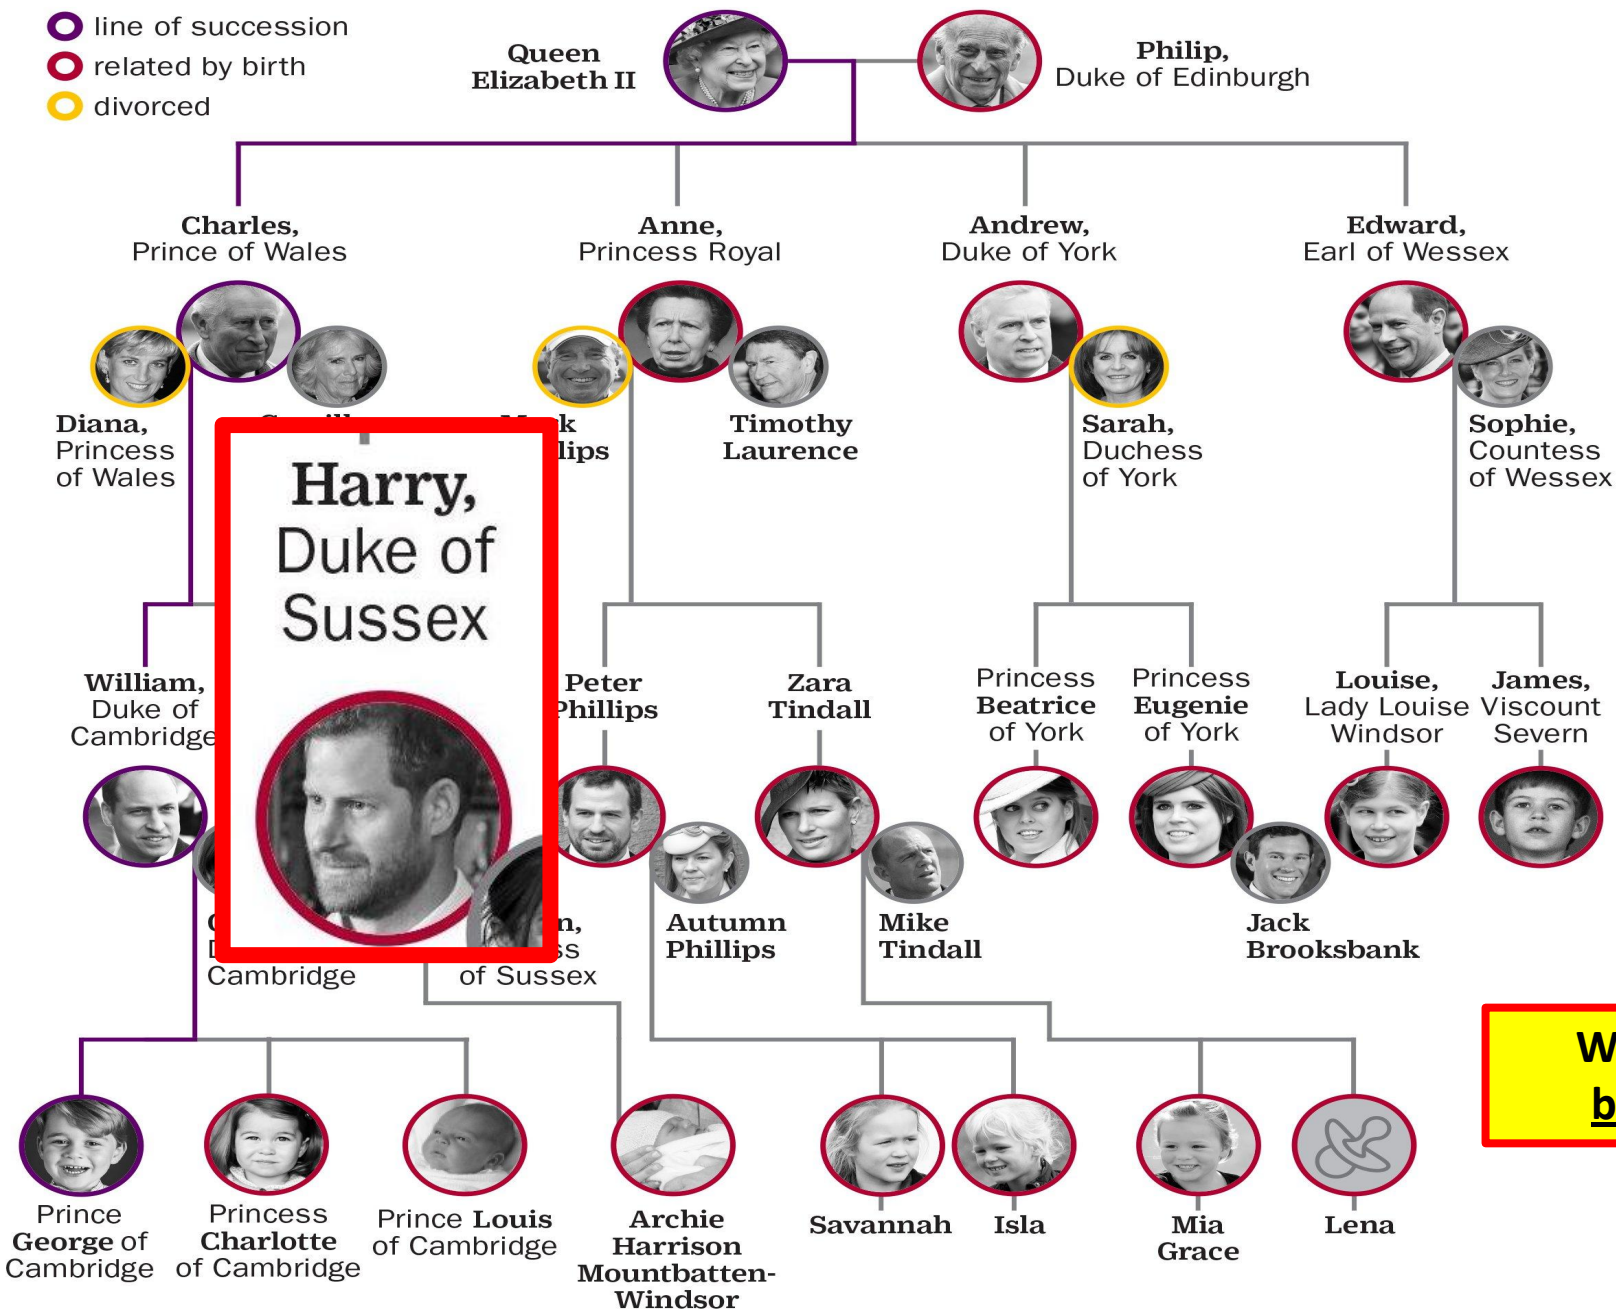 line of succession
related by birth
divorced
Queen
Elizabeth II
Philip,
Duke of Edinburgh
Charles,
Prince of Wales
Anne,
Princess Royal
Andrew,
Duke of York
Edward,
Earl of Wessex
Diana,
Princess
of Wales
Timothy
Laurence
Sarah,
Duchess
of York
Sophie,
Countess
of Wessex
Harry,
Duke of
Sussex
William,
Duke of
Cambridge
Peter
Phillips
Zara
Tindall
Princess
Beatrice
of York
Princess
Eugenie
of York
Louise,
Lady Louise
Windsor
James,
Viscount
Severn
Cambridge
of Sussex
Autumn
Phillips
Mike
Tindall
Jack
Brooksbank
Prince
George of
Cambridge
Princess
Charlotte
of Cambridge
Prince Louis
of Cambridge
Archie
Harrison
Mountbatten-
Windsor
Savannah
Isla
Mia
Grace
Lena